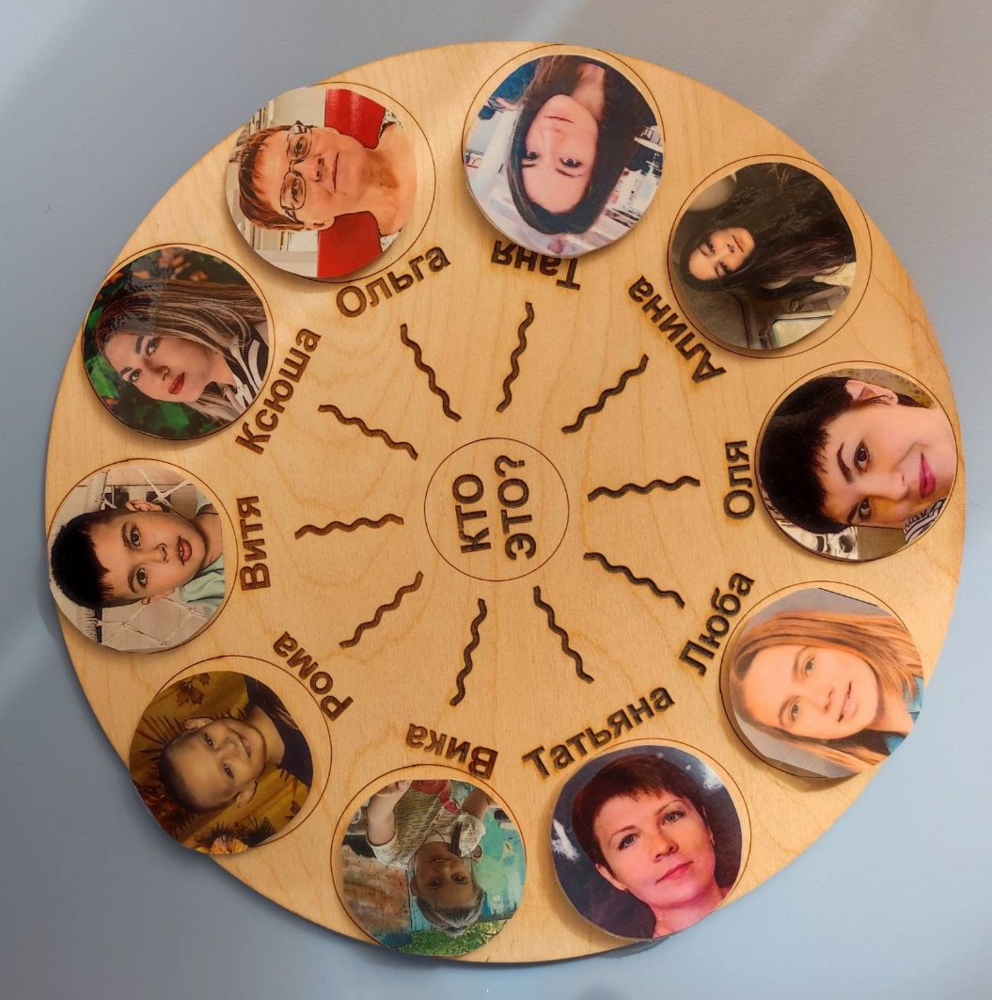 КТО
ЭТО?
Таня
Алина
Оля
Люба
Татьяна
Вика
Рома
Витя
Ксюша
Ольга